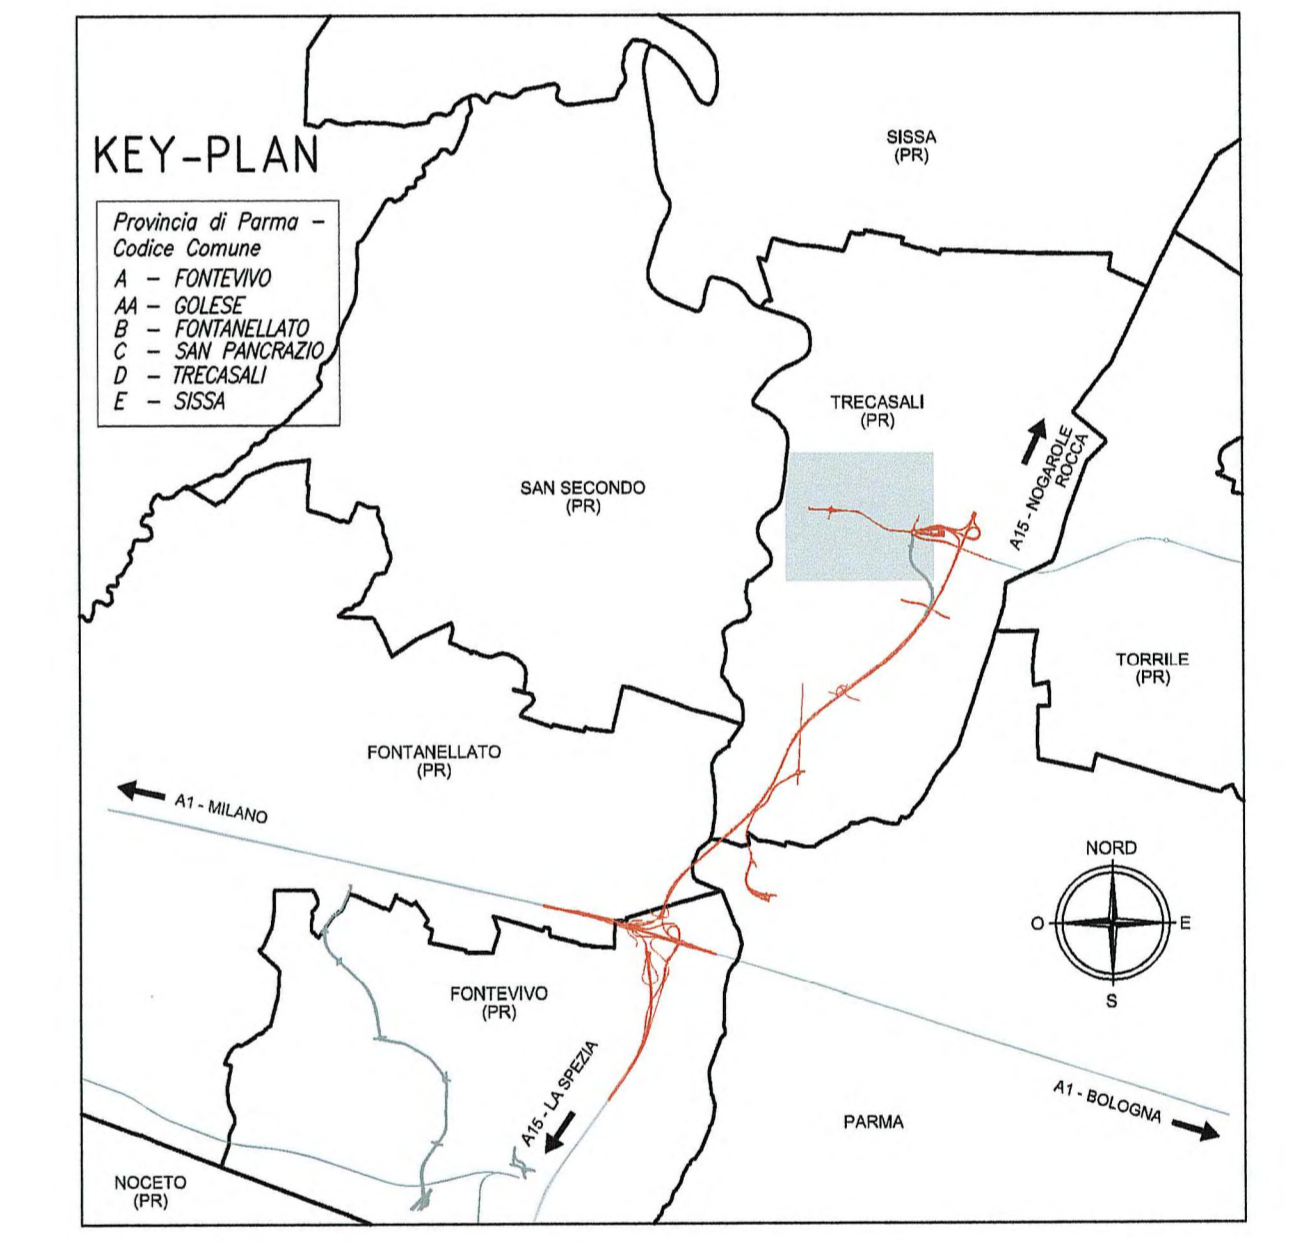 KEY-PLAN
Provincia di Parma -
Codice Comune
A - FONTEVIVO
AA - GOLESE
B - FONTANELLATO
C - SAN PANCRAZIO
D - TRECASALI
E - SISSA
SISSA
(PR)
TRECASALI
(PR)
A15 - NOGAROLE
ROCCA
SAN SECONDO
(PR)
TORRILE
(PR)
FONTANELLATO
(PR)
A1 - MILANO
NORD
O
E
S
FONTEVIVO
(PR)
A15 - LA SPEZIA
A1 - BOLOGNA
PARMA
NOCETO
(PR)